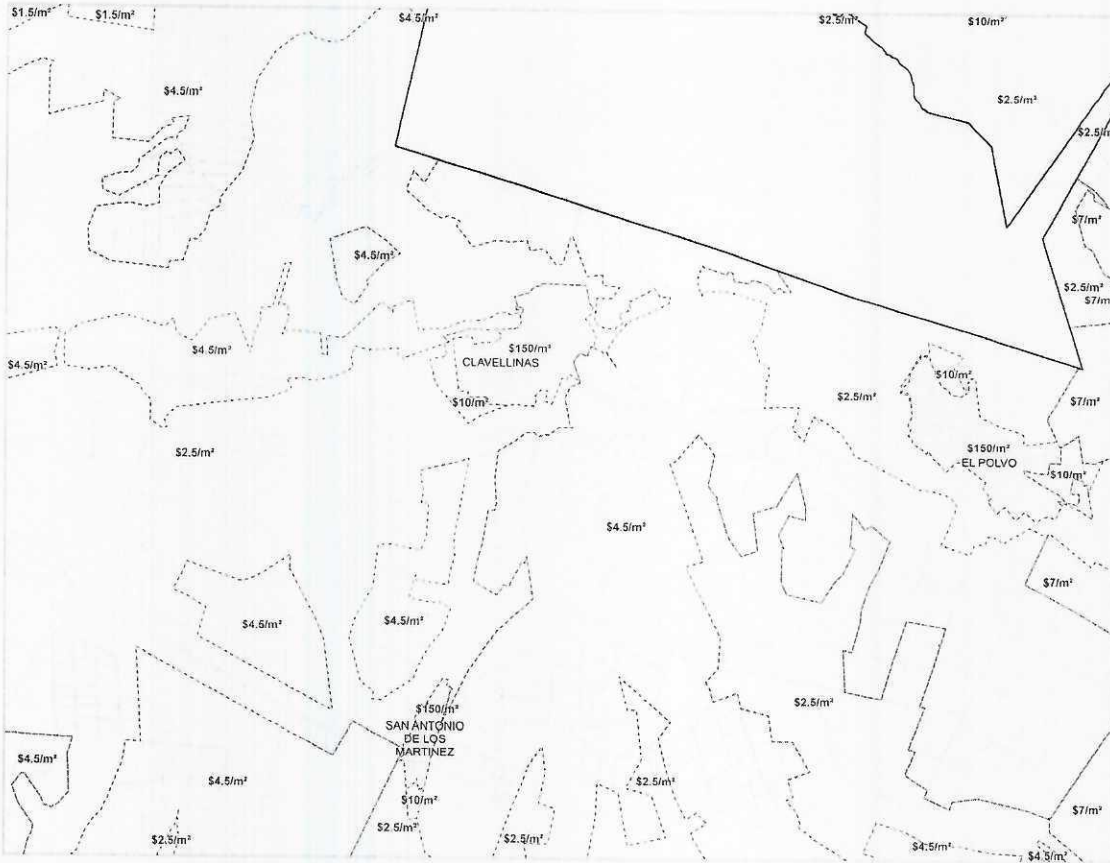 $1.5/m²
$1.5/m²
$4.5/m²
$2.5/m²
$10/m²
$4.5/m²
$2.5/m²
$2.5/m
$7/m²
$4.5/m²
$2.5/m²
$7/m
$4.5/m²
$4.5/m²
$150/m²
CLAVELLINAS
$10/m²
$10/m²
$2.5/m²
$7/m²
$2.5/m²
$150/m²
EL POLVO
$10/m²
$4.5/m²
$7/m²
$4.5/m²
$4.5/m²
$150/m²
SAN ANTONIO
DE LOS
MARTINEZ
$2.5/m²
$4.5/m²
$4.5/m²
$2.5/m²
$10/m²
$7/m²
$2.5/m²
$2.5/m²
$2.5/m²
$4.5/m²
$4.5/m²